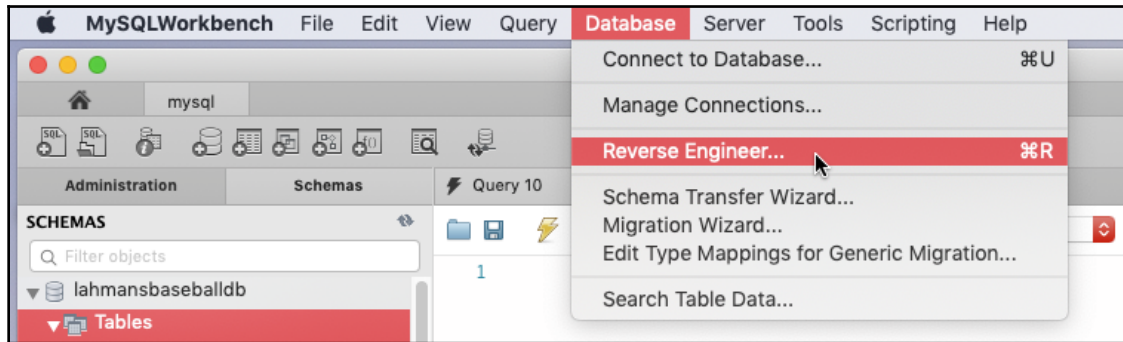 MySQLWorkbench File Edit View Query Database Server Tools Scripting Help
Connect to Database... ⌘U
mysql
Manage Connections...
SQL SQL
Reverse Engineer... ⌘R
Administration Schemas Query 10
Schema Transfer Wizard...
SCHEMAS
Migration Wizard...
Filter objects
Edit Type Mappings for Generic Migration...
1
lahmansbaseballdb
Search Table Data...
Tables